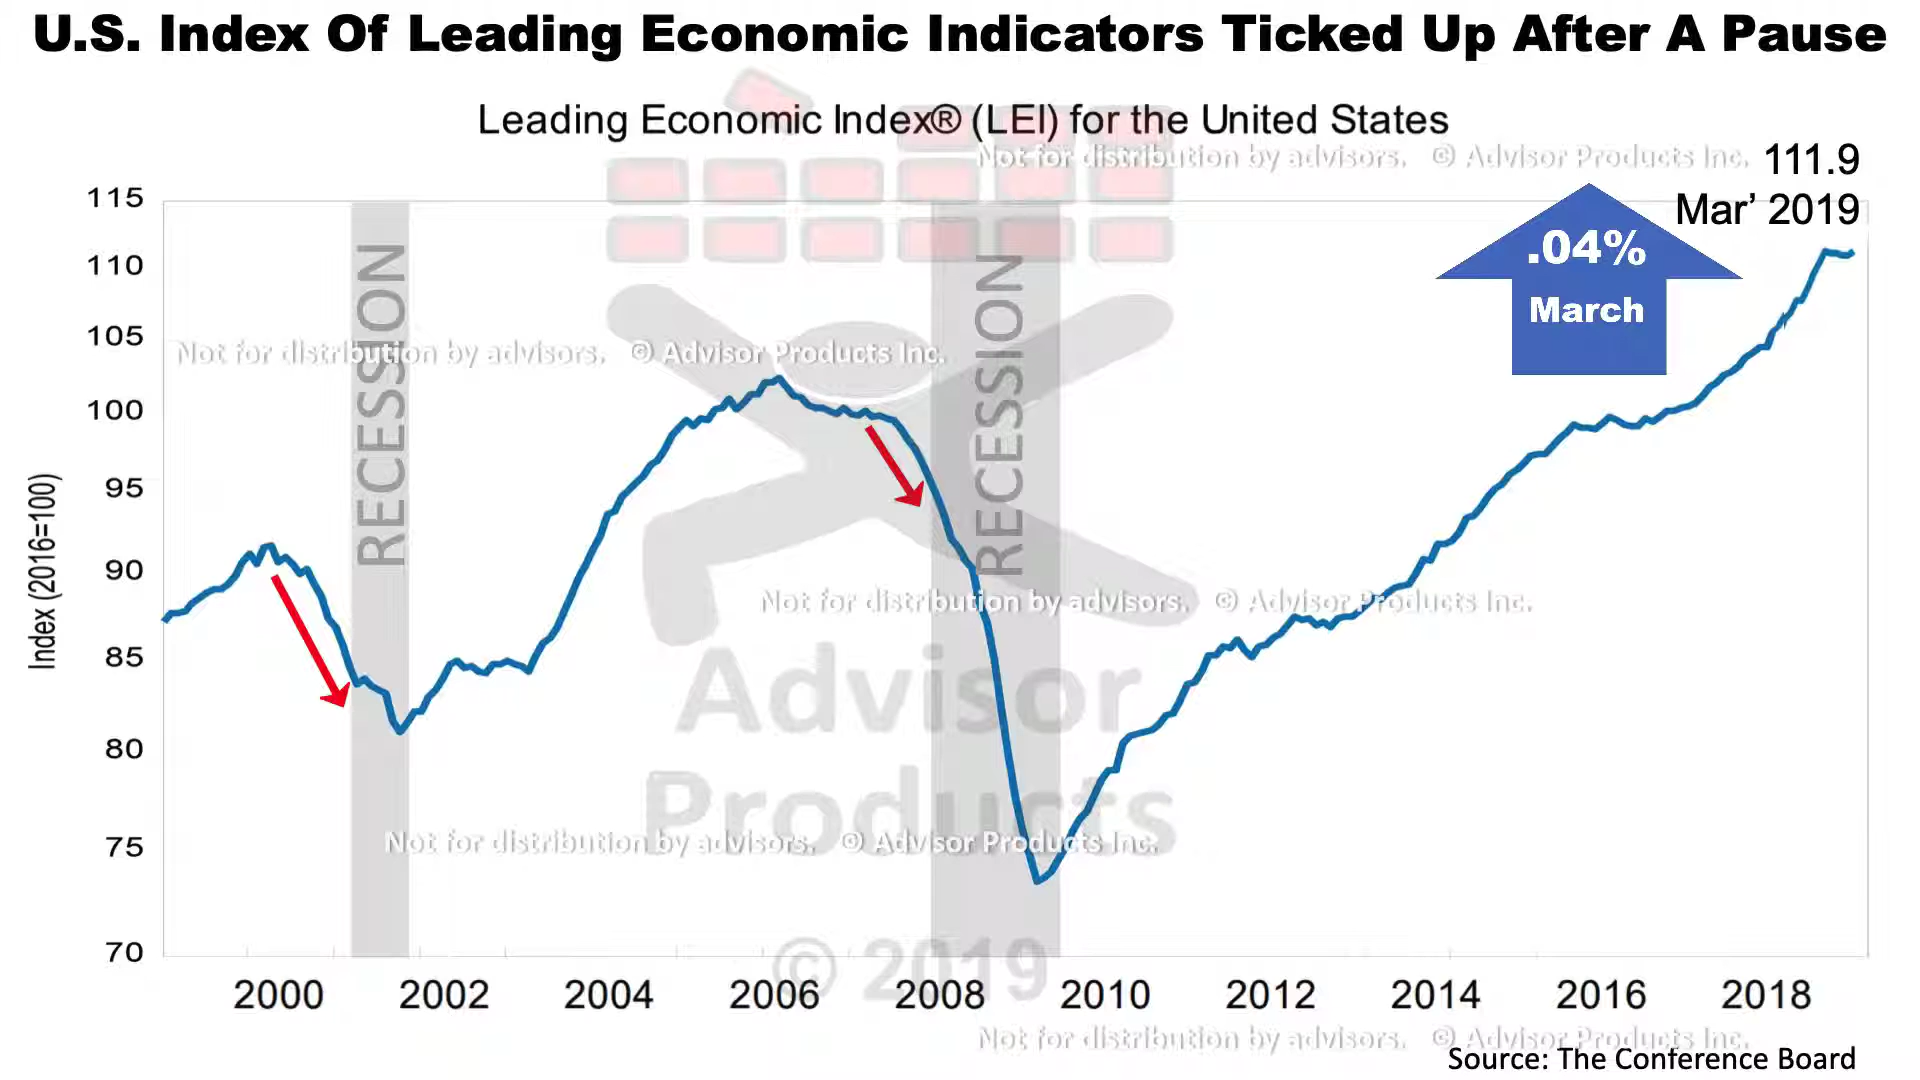 U.S. Index Of Leading Economic Indicators Ticked Up After A Pause
Leading Economic Index® (LEI) for the United States
Not for distribution by advisors. © Advisor Products Inc.
111.9
Mar’ 2019
.04%
March
115
110
105
100
95
90
85
80
75
70
Index (2016=100)
RECESSION
RECESSION
Not for distribution by advisors. © Advisor Products Inc.
Not for distribution by advisors. © Advisor Products Inc.
Advisor
Products
Not for distribution by advisors. © Advisor Products Inc.
© 2019
2000 2002 2004 2006 2008 2010 2012 2014 2016 2018
Not for distribution by advisors. © Advisor Products Inc.
Source: The Conference Board